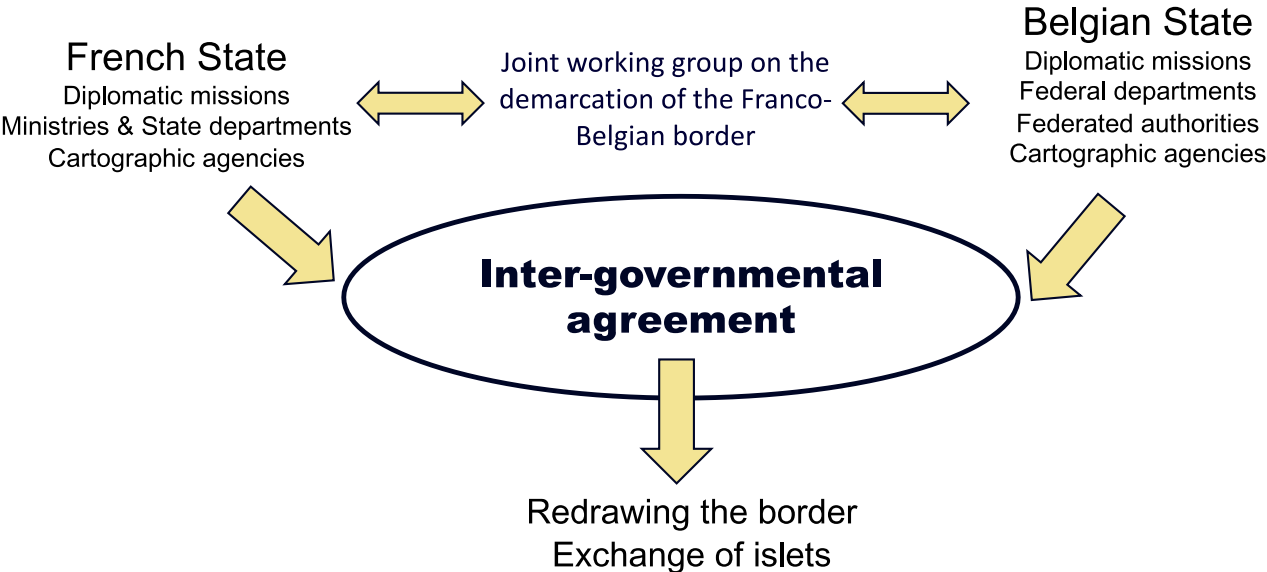 French State
Diplomatic missions
Ministries & State departments
Cartographic agencies
Joint working group on the
demarcation of the Franco-
Belgian border
Belgian State
Diplomatic missions
Federal departments
Federated authorities
Cartographic agencies
Inter-governmental
agreement
Redrawing the border
Exchange of islets